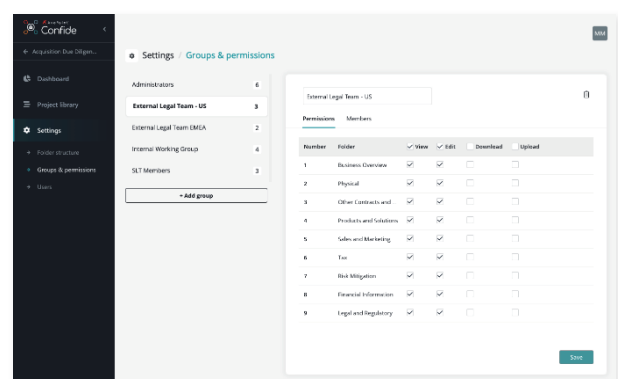 Confide
Acquisition Due Diligen...
Dashboard
Project library
Settings
Folder structure
Groups & permissions
Users
MM
Settings / Groups & permissions
Administrators 6
External Legal Team - US 3
External Legal Team EMEA 2
Internal Working Group 4
SLT Members 3
+ Add group
External Legal Team - US
Permissions Members
Number Folder View Edit Download Upload
1 Business Overview
2 Physical
3 Other Contracts and ...
4 Products and Solutions
5 Sales and Marketing
6 Tax
7 Risk Mitigation
8 Financial Information
9 Legal and Regulatory
Save